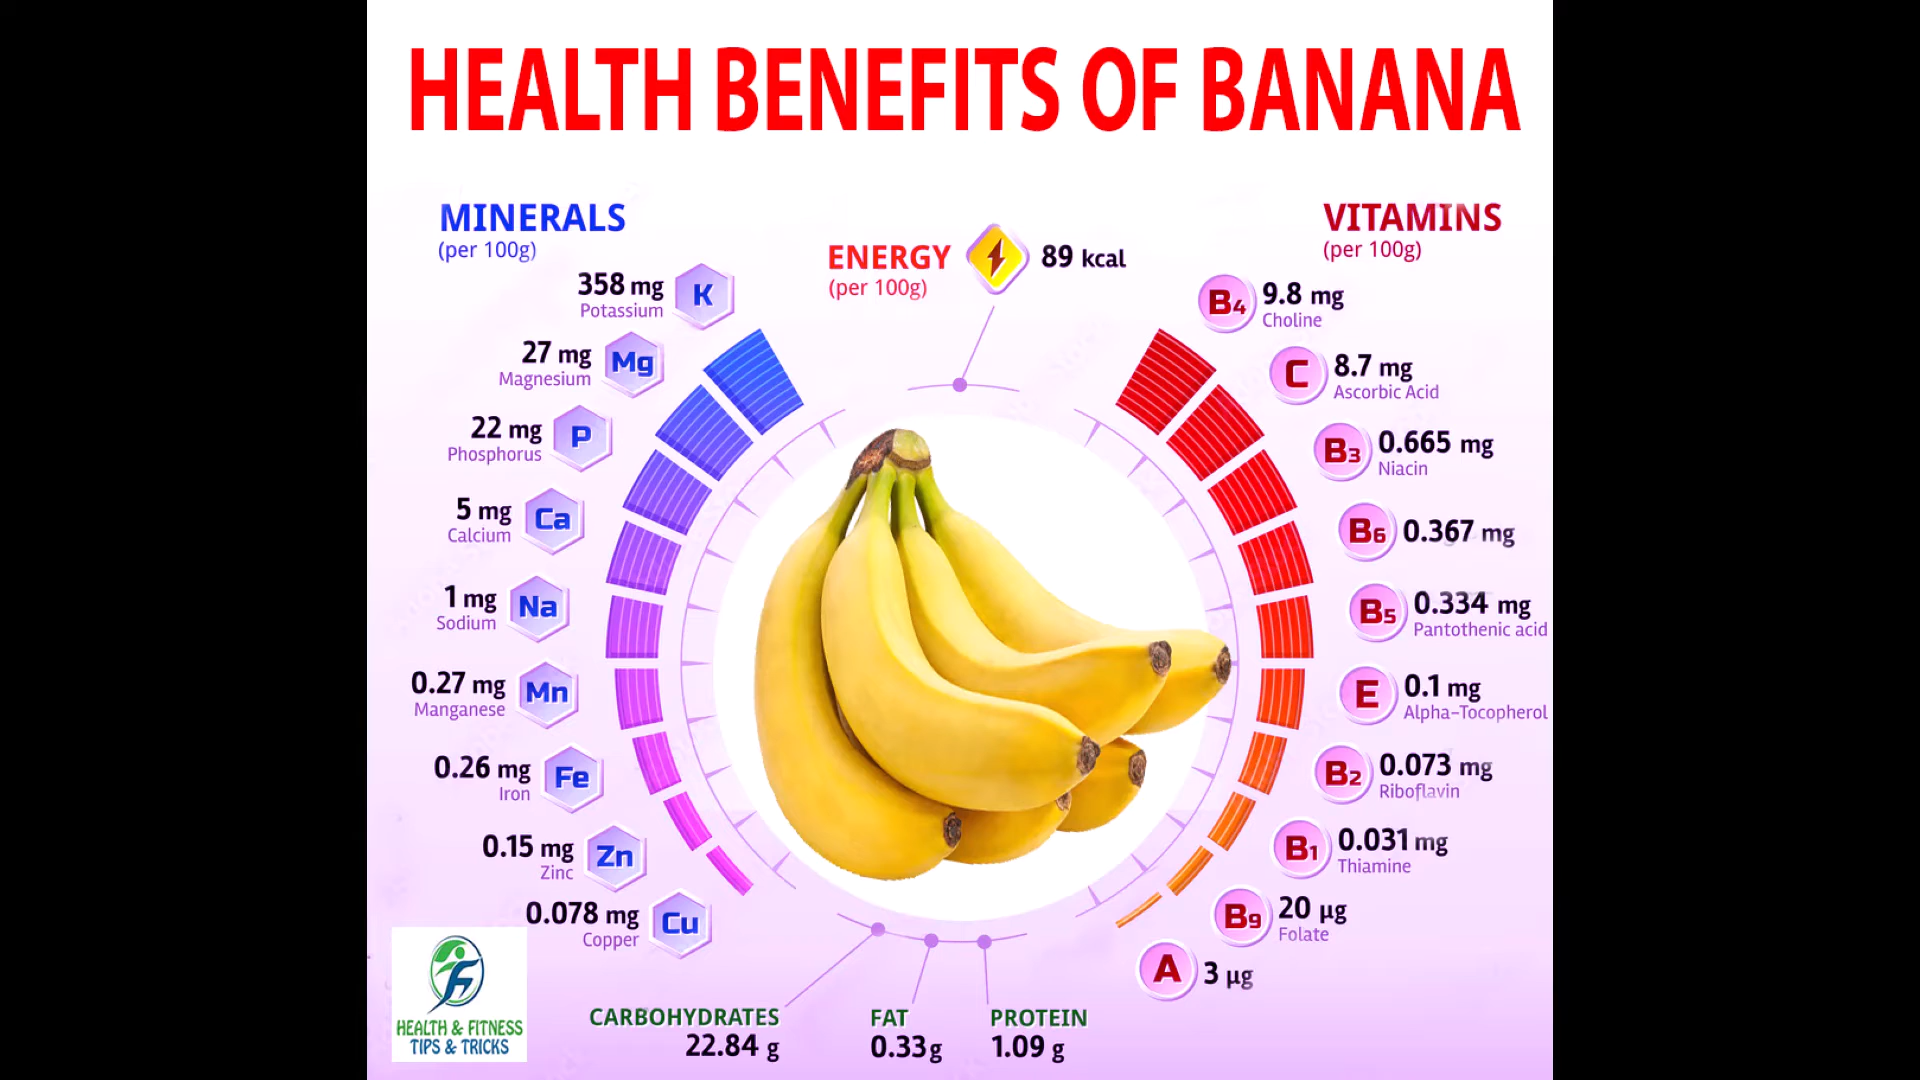 HEALTH BENEFITS OF BANANA
MINERALS
(per 100g)
358 mg
Potassium
K
27 mg
Magnesium
Mg
22 mg
Phosphorus
P
5 mg
Calcium
Ca
1 mg
Sodium
Na
0.27 mg
Manganese
Mn
0.26 mg
Iron
Fe
0.15 mg
Zinc
Zn
0.078 mg
Copper
Cu
ENERGY
(per 100g)
89 kcal
VITAMINS
(per 100g)
B4
9.8 mg
Choline
C
8.7 mg
Ascorbic Acid
B3
0.665 mg
Niacin
B6
0.367 mg
B5
0.334 mg
Pantothenic acid
E
0.1 mg
Alpha-Tocopherol
B2
0.073 mg
Riboflavin
B1
0.031 mg
Thiamine
B9
20 µg
Folate
A
3 µg
CARBOHYDRATES
22.84 g
FAT
0.33 g
PROTEIN
1.09 g
HEALTH & FITNESS
TIPS & TRICKS